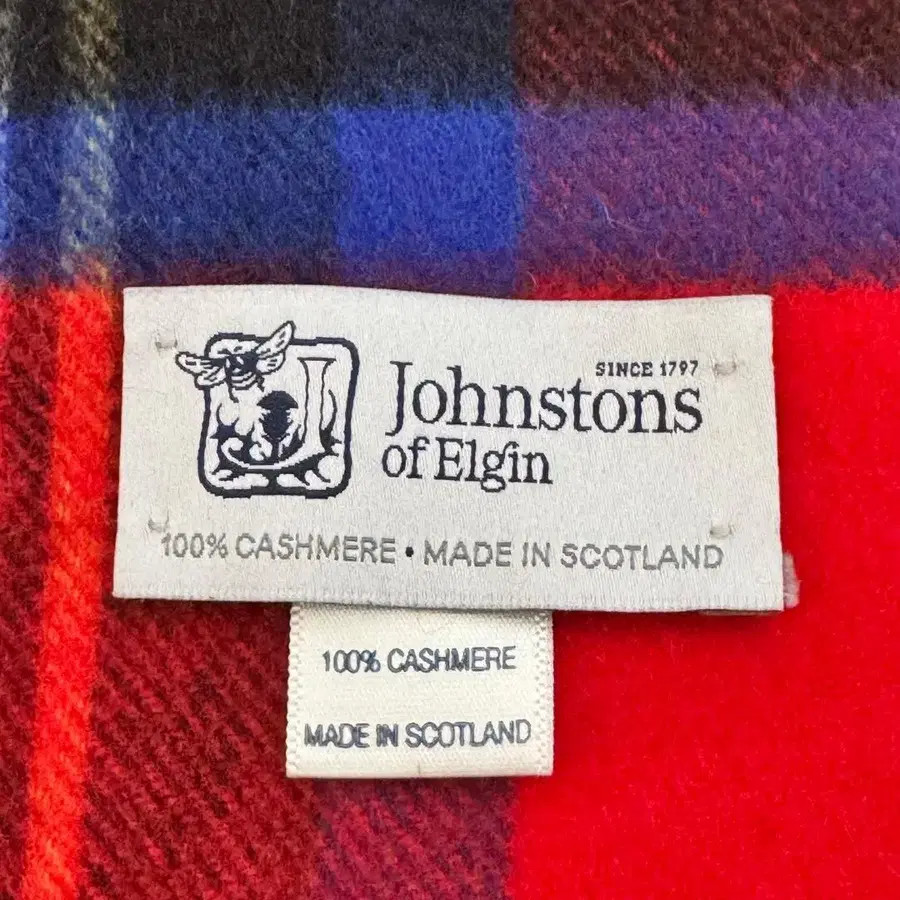 SINCE 1797
Johnstons
of Elgin
100% CASHMERE • MADE IN SCOTLAND
100% CASHMERE
MADE IN SCOTLAND